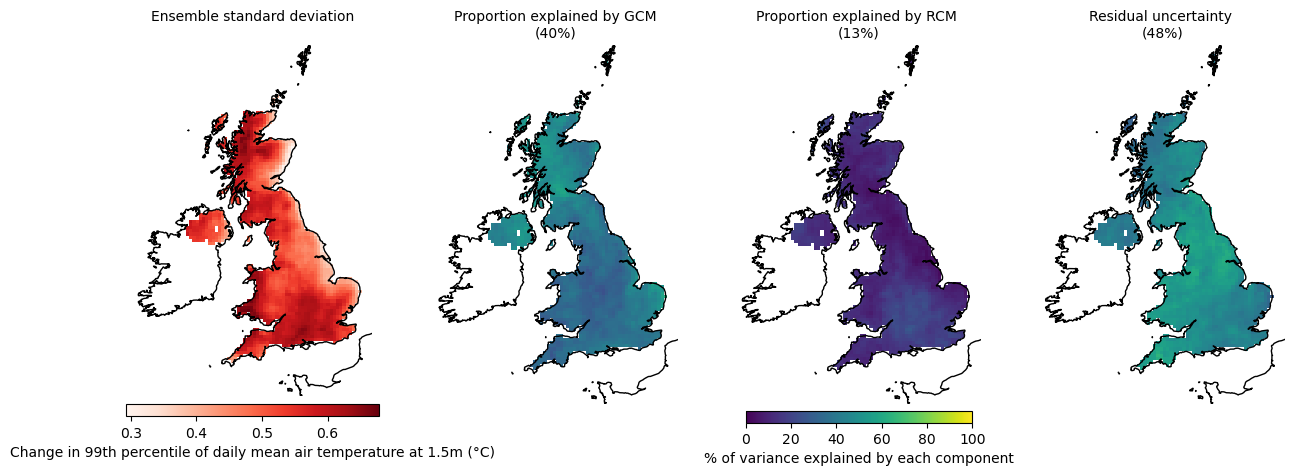 Ensemble standard deviation
Proportion explained by GCM
(40%)
Proportion explained by RCM
(13%)
Residual uncertainty
(48%)
0.3 0.4 0.5 0.6
Change in 99th percentile of daily mean air temperature at 1.5m (°C)
0 20 40 60 80 100
% of variance explained by each component